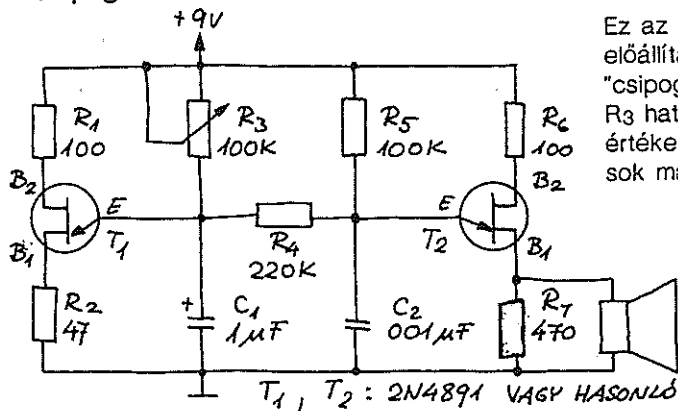 +9V
Ez az
előállíta
"csipog
R3 hat
értéke
sok ma
R1
100
R3
100K
R5
100K
R6
100
B2
B2
E
E
T1
T2
B1
B1
R4
220K
R2
47
+
C1
1µF
C2
001µF
R7
470
T1, T2: 2N4891 VAGY HASONLÓ